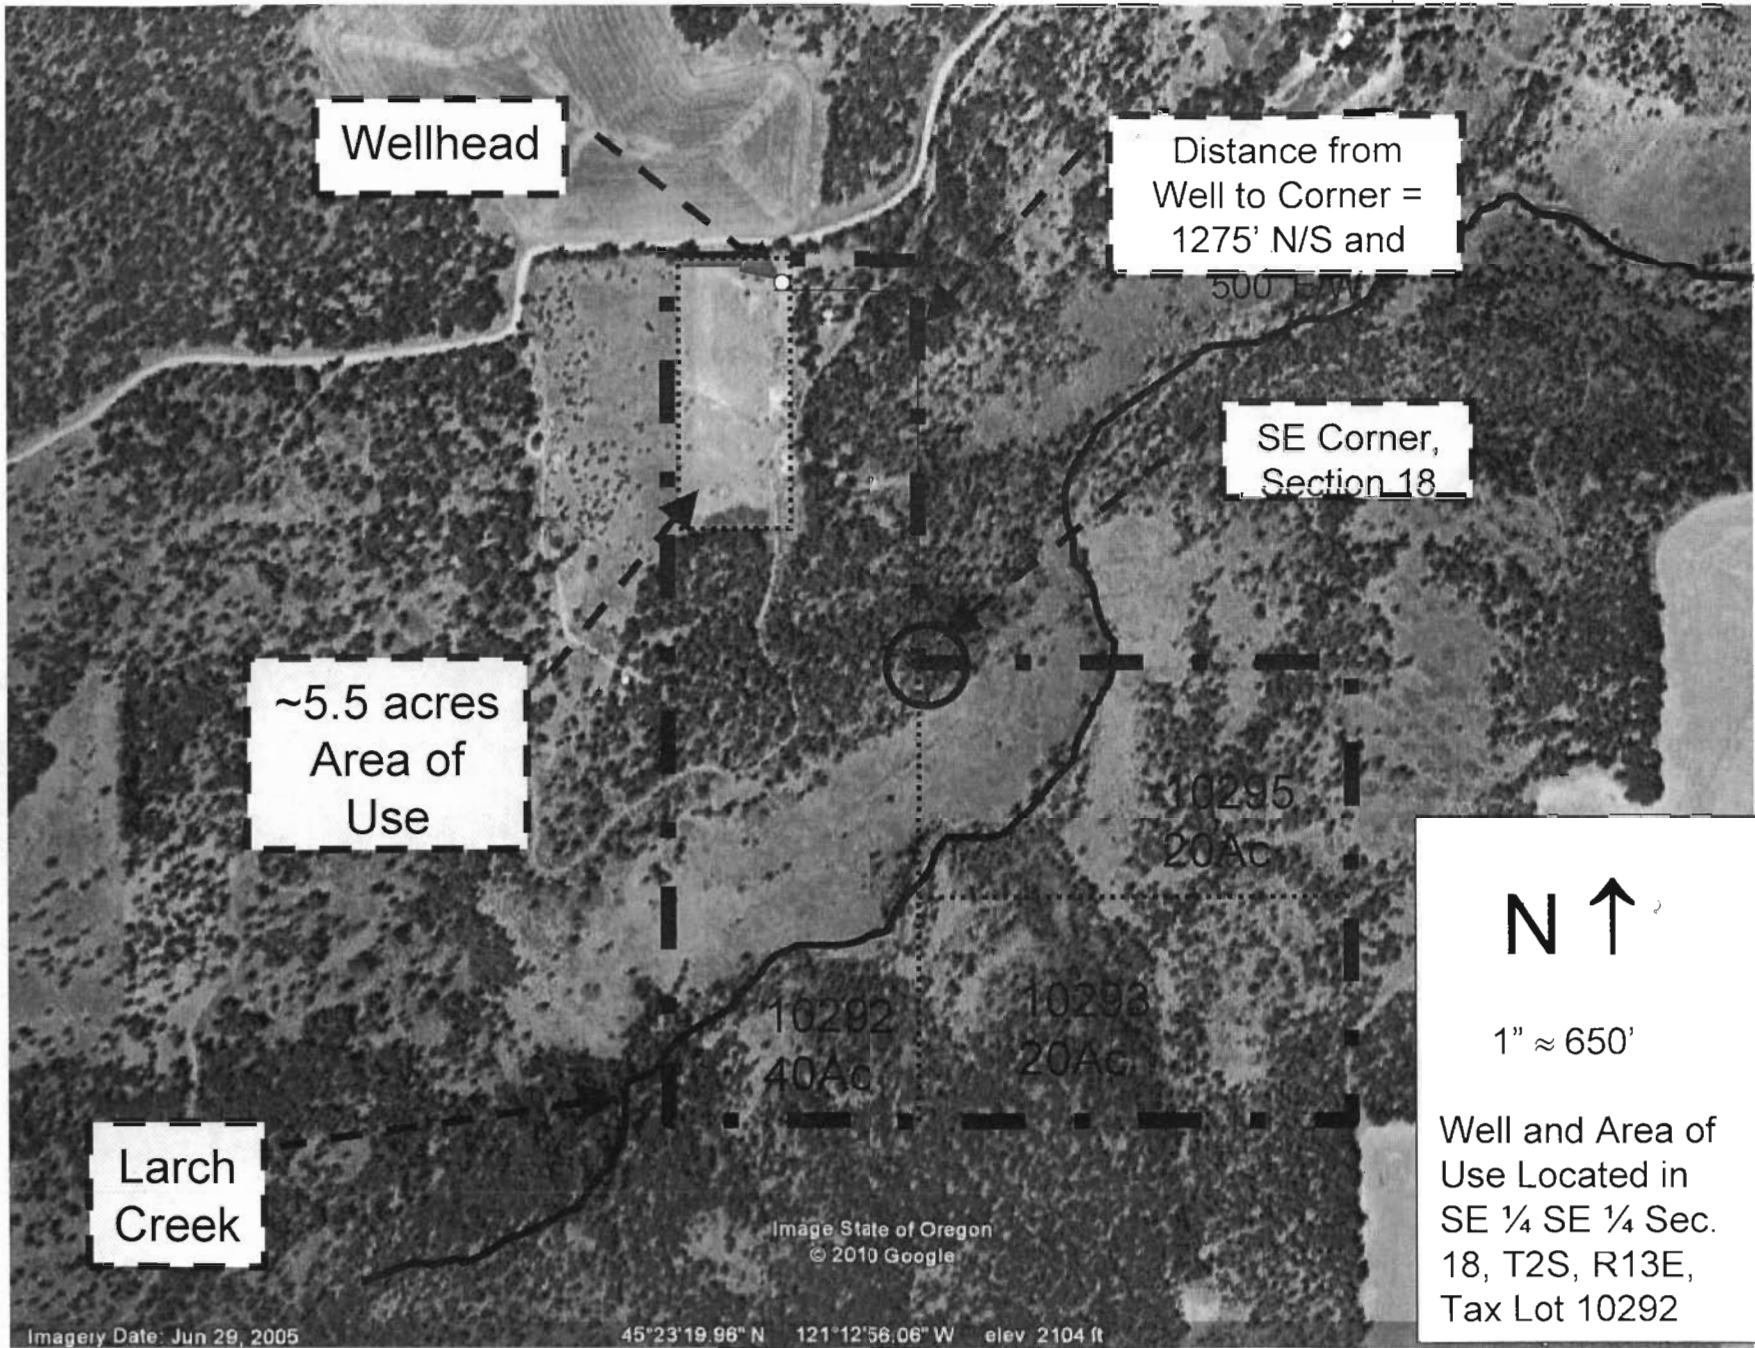 Wellhead
Distance from
Well to Corner =
1275' N/S and
500' E/W
SE Corner,
Section 18
~5.5 acres
Area of
Use
10295
20Ac
N
10292
40Ac
10293
20Ac
1" ≈ 650'
Larch
Creek
Well and Area of
Use Located in
SE ¼ SE ¼ Sec.
18, T2S, R13E,
Tax Lot 10292
Image State of Oregon
© 2010 Google
Imagery Date: Jun 29, 2005
45°23'19.96" N 121°12'56.06" W elev 2104 ft